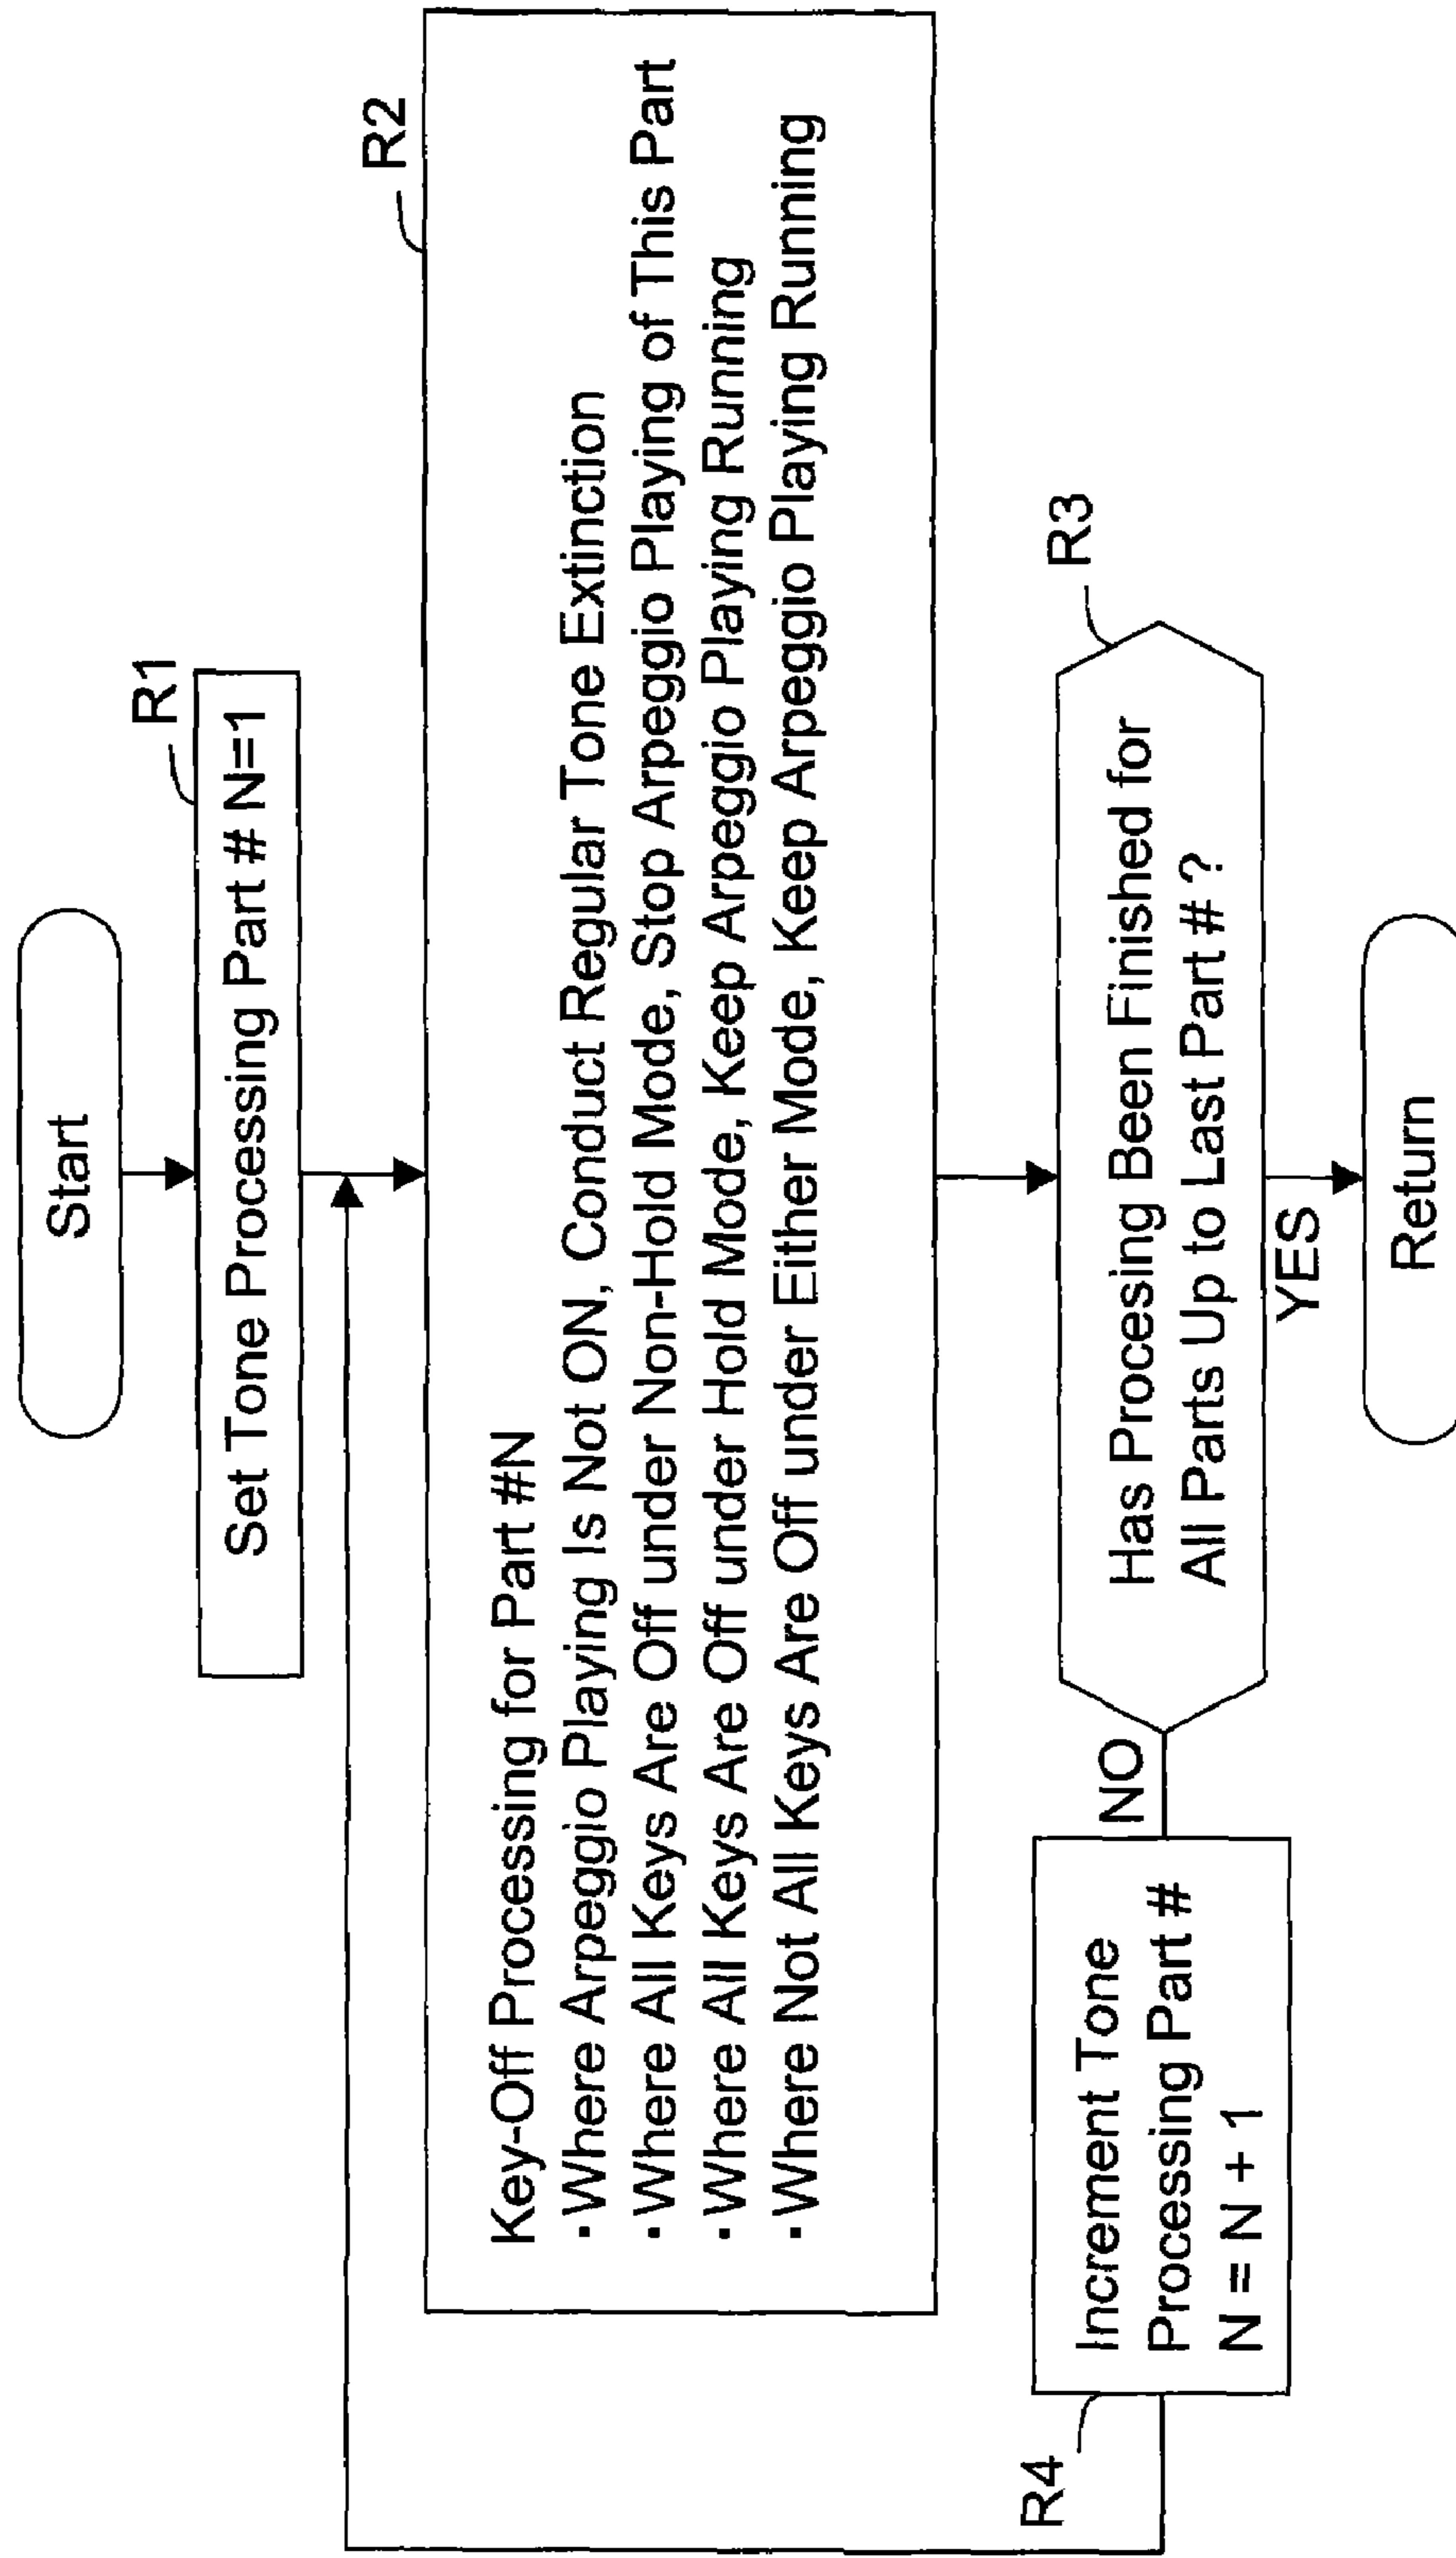 Start
R1
Set Tone Processing Part # N=1
R2
Key-Off Processing for Part #N
・Where Arpeggio Playing Is Not ON, Conduct Regular Tone Extinction
・Where All Keys Are Off under Non-Hold Mode, Stop Arpeggio Playing of This Part
・Where All Keys Are Off under Hold Mode, Keep Arpeggio Playing Running
・Where Not All Keys Are Off under Either Mode, Keep Arpeggio Playing Running
R3
Has Processing Been Finished for
All Parts Up to Last Part # ?
NO
YES
R4
Increment Tone
Processing Part #
N = N + 1
Return